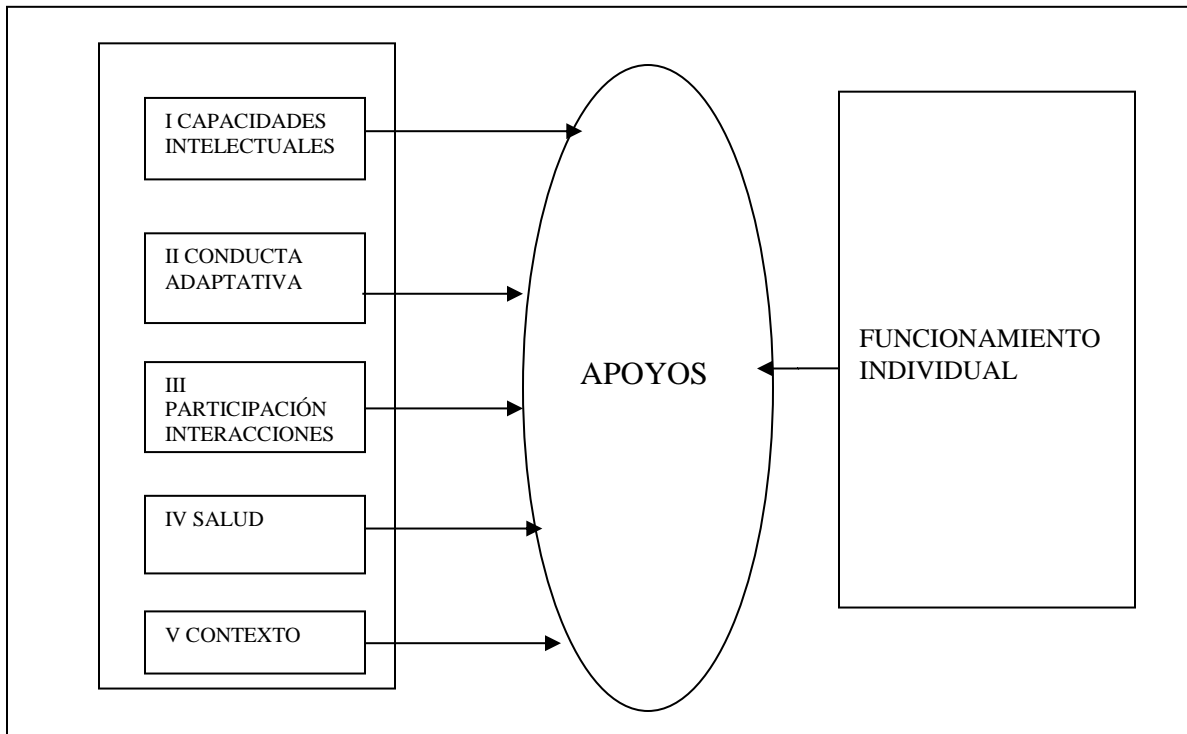 I CAPACIDADES
INTELECTUALES
II CONDUCTA
ADAPTATIVA
III
PARTICIPACIÓN
INTERACCIONES
IV SALUD
V CONTEXTO
APOYOS
FUNCIONAMIENTO
INDIVIDUAL